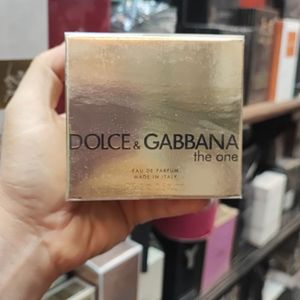 DOLCE & GABBANA
the one
EAU DE PARFUM
MADE IN ITALY